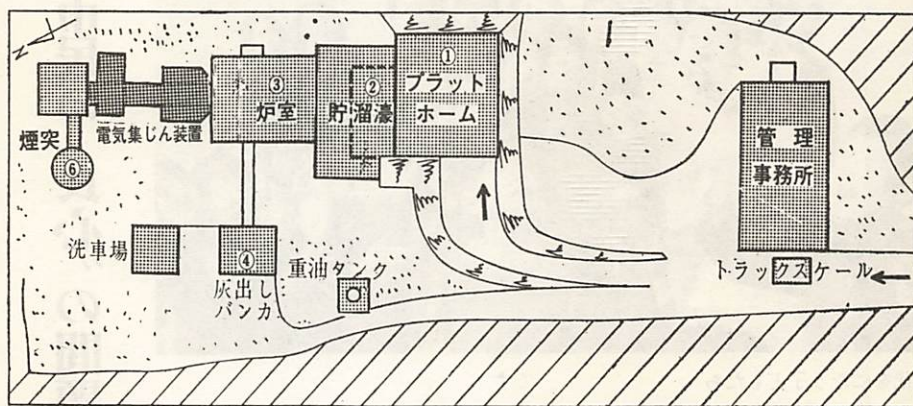 ①
プラット
ホーム
②
貯溜濠
③
炉室
電気集じん装置
煙突
⑥
管理
事務所
洗車場
④
灰出し
バンカ
重油タンク
トラックスケール
N